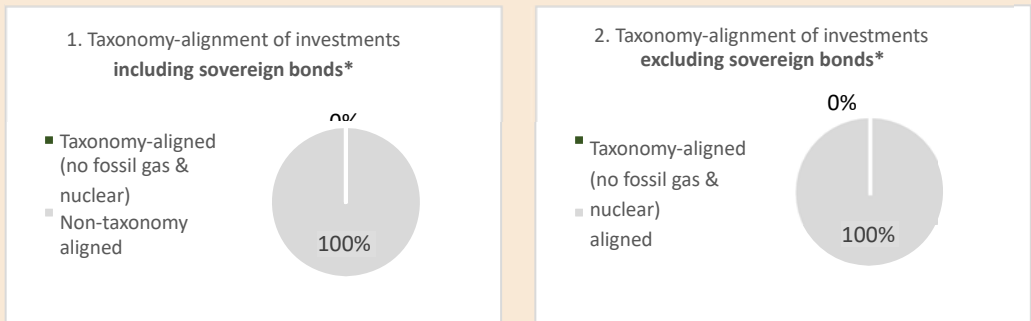 1. Taxonomy-alignment of investments
including sovereign bonds*
0%
Taxonomy-aligned
(no fossil gas &
nuclear)
Non-taxonomy
aligned
100%
2. Taxonomy-alignment of investments
excluding sovereign bonds*
0%
Taxonomy-aligned
(no fossil gas &
nuclear)
aligned
100%